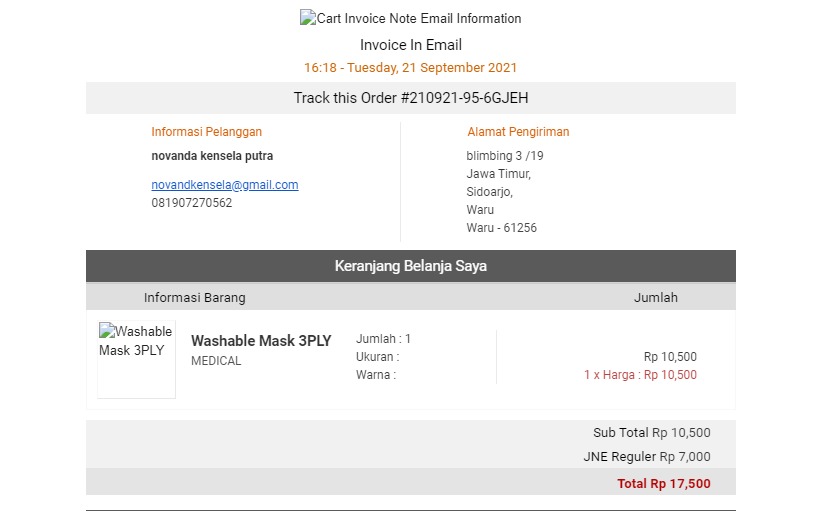 Cart Invoice Note Email Information
Invoice In Email
16:18 - Tuesday, 21 September 2021
Track this Order #210921-95-6GJEH
Informasi Pelanggan
novanda kensela putra
novandkensela@gmail.com
081907270562
Alamat Pengiriman
blimbing 3 /19
Jawa Timur,
Sidoarjo,
Waru
Waru - 61256
Keranjang Belanja Saya
Informasi Barang
Jumlah
Washable
Mask 3PLY
Washable Mask 3PLY
MEDICAL
Jumlah : 1
Ukuran :
Warna :
Rp 10,500
1 x Harga : Rp 10,500
Sub Total Rp 10,500
JNE Reguler Rp 7,000
Total Rp 17,500